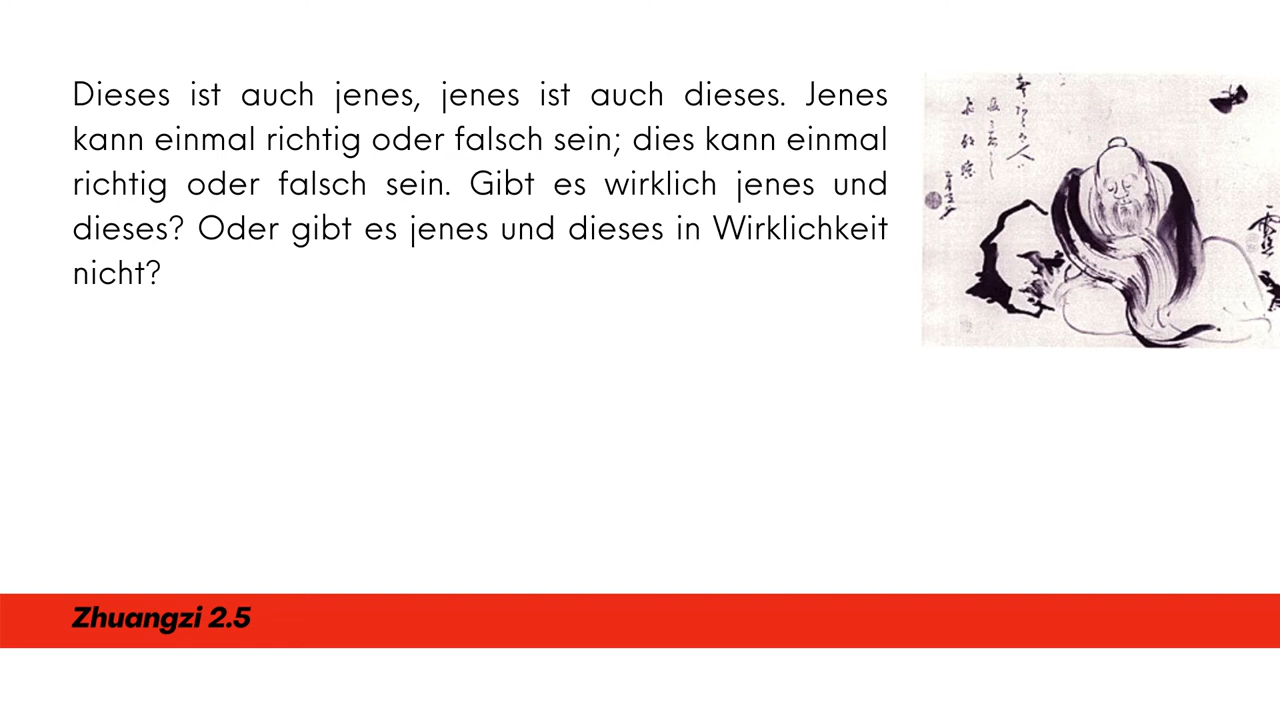 Dieses ist auch jenes, jenes ist auch dieses. Jenes
kann einmal richtig oder falsch sein; dies kann einmal
richtig oder falsch sein. Gibt es wirklich jenes und
dieses? Oder gibt es jenes und dieses in Wirklichkeit
nicht?
Zhuangzi 2.5